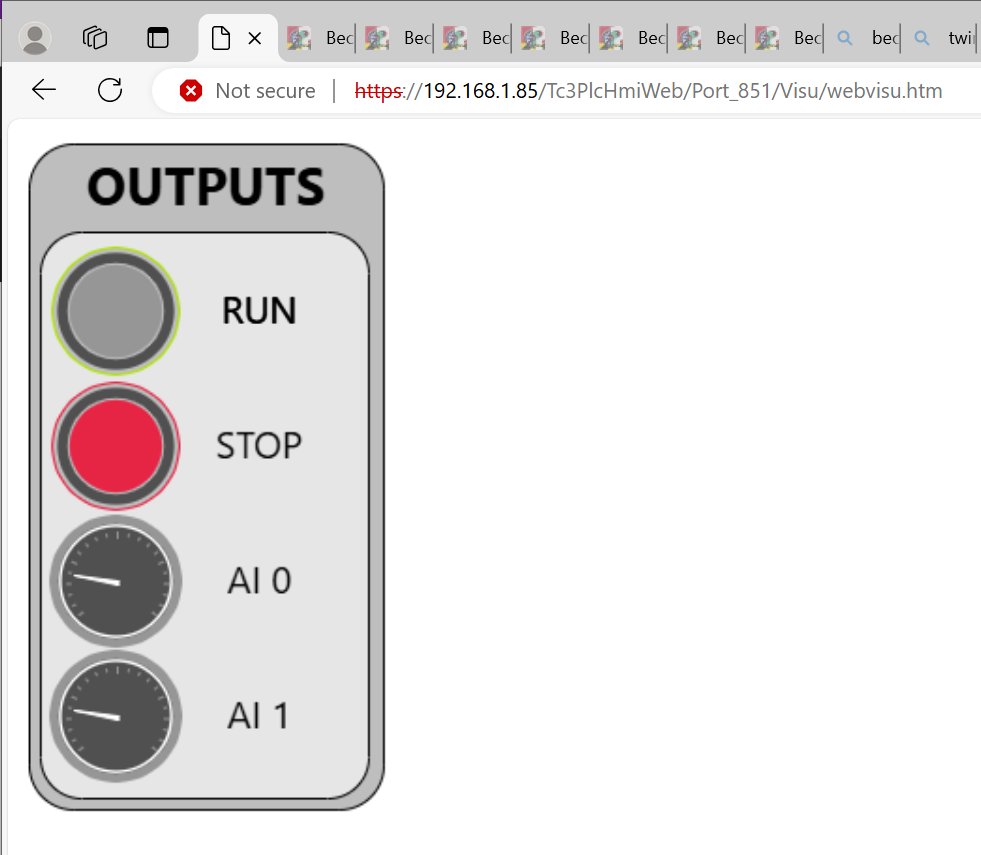 Bec Bec Bec Bec Bec Bec Bec bec twi
Not secure | https://192.168.1.85/Tc3PlcHmiWeb/Port_851/Visu/webvisu.htm
OUTPUTS
RUN
STOP
AI 0
AI 1